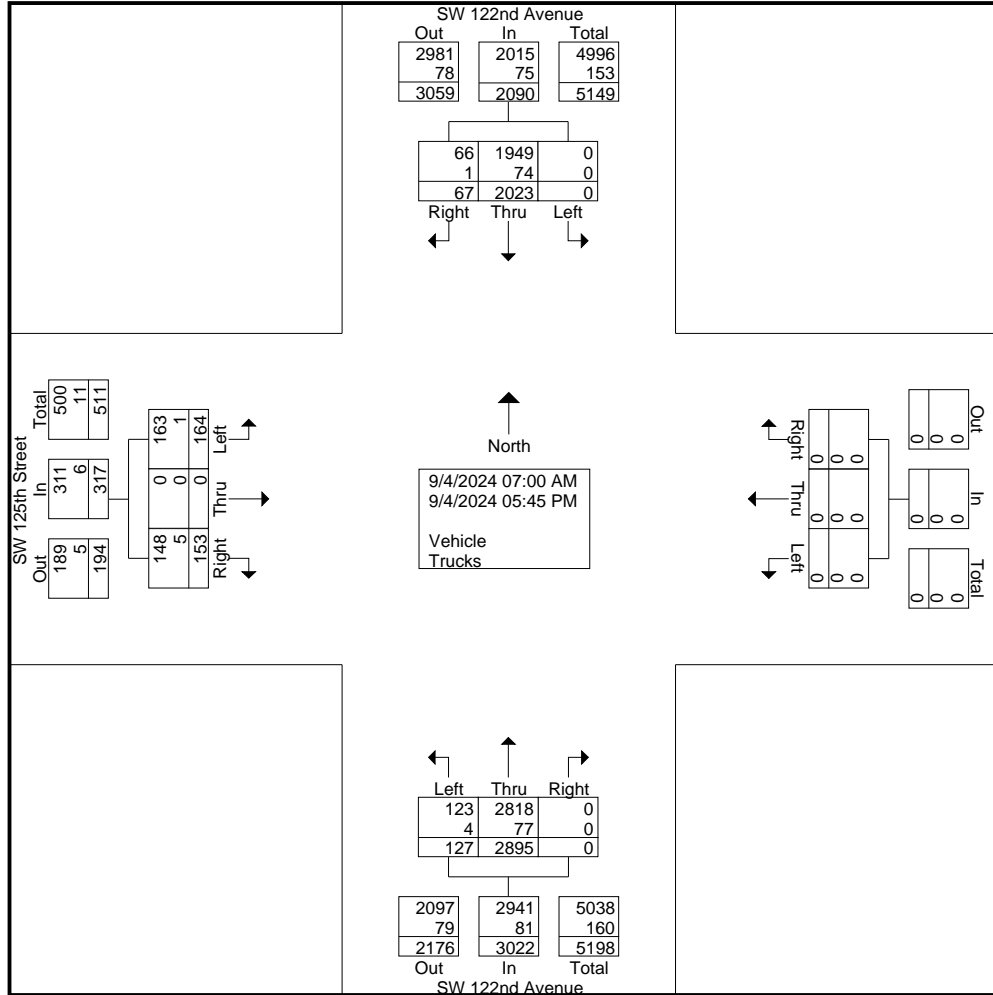 SW 122nd Avenue
Out In Total
2981 2015 4996
78 75 153
3059 2090 5149
66 1949 0
1 74 0
67 2023 0
Right Thru Left
SW 125th Street
Total
500
11
511
In
311
6
317
Out
189
5
194
Left
163
1
164
Thru
0
0
0
Right
148
5
153
North
9/4/2024 07:00 AM
9/4/2024 05:45 PM
Vehicle
Trucks
Right
0
0
0
Thru
0
0
0
Left
0
0
0
Out
0
0
0
In
0
0
0
Total
0
0
0
Left Thru Right
123 2818 0
4 77 0
127 2895 0
2097 2941 5038
79 81 160
2176 3022 5198
Out In Total
SW 122nd Avenue